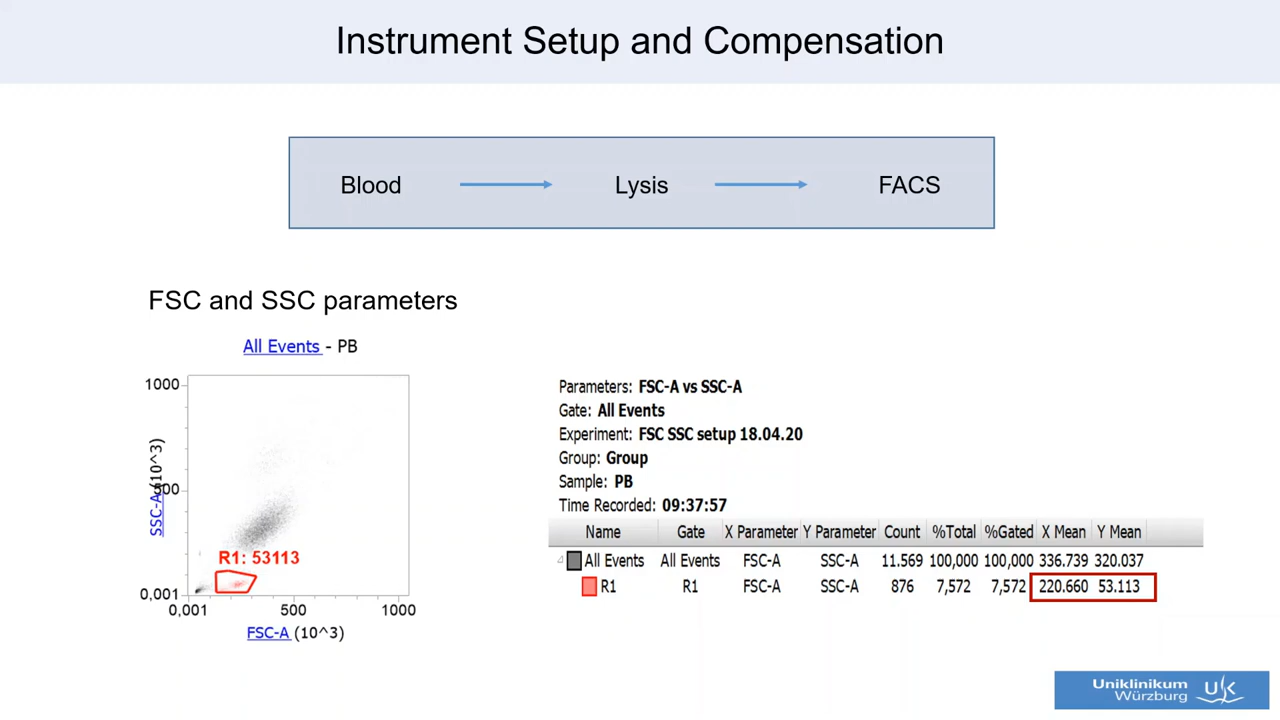 Instrument Setup and Compensation
Blood
Lysis
FACS
FSC and SSC parameters
All Events - PB
1000
500
0,001
SSC-A (10^3)
R1: 53113
0,001
500
1000
FSC-A (10^3)
Parameters: FSC-A vs SSC-A
Gate: All Events
Experiment: FSC SSC setup 18.04.20
Group: Group
Sample: PB
Time Recorded: 09:37:57
Name Gate X Parameter Y Parameter Count %Total %Gated X Mean Y Mean
All Events All Events FSC-A SSC-A 11.569 100,000 100,000 336.739 320.037
R1 R1 FSC-A SSC-A 876 7,572 7,572 220.660 53.113
Uniklinikum
Würzburg
UK